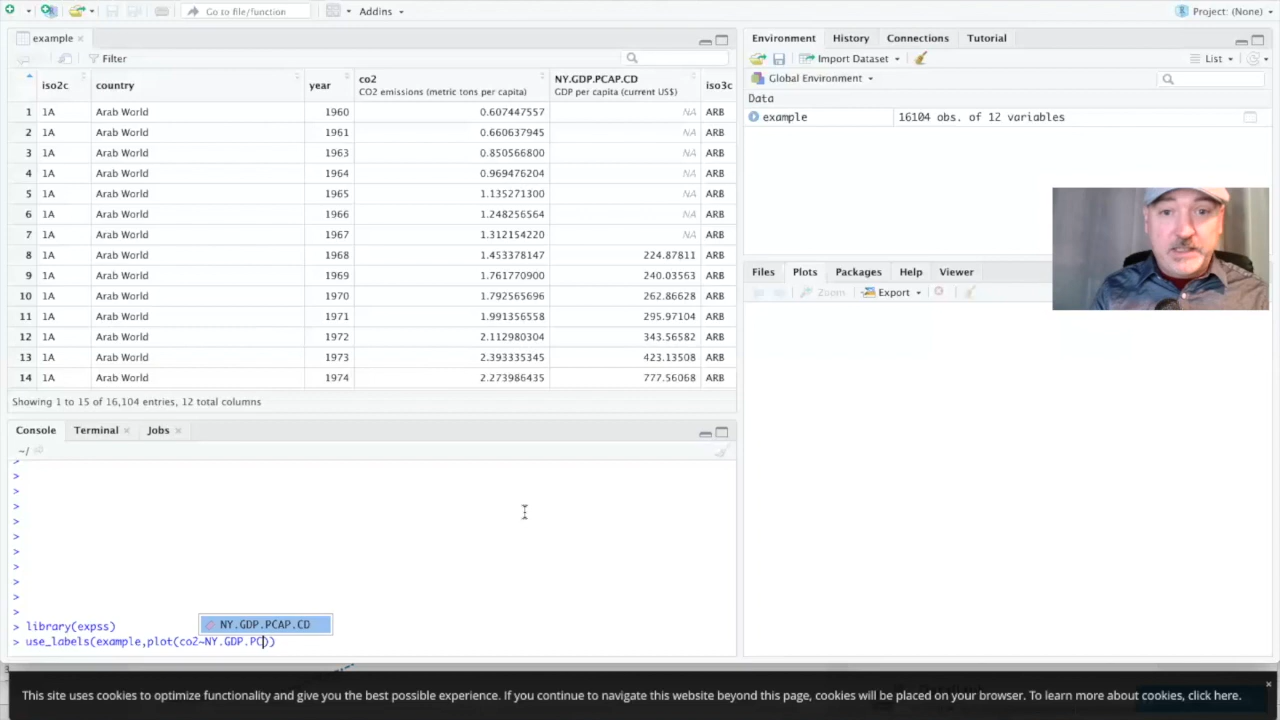 Go to file/function
Addins
Project: (None)
example
Filter
iso2c country year co2 CO2 emissions (metric tons per capita) NY.GDP.PCAP.CD GDP per capita (current US$) iso3c
1 1A Arab World 1960 0.607447557 NA ARB
2 1A Arab World 1961 0.660637945 NA ARB
3 1A Arab World 1963 0.850566800 NA ARB
4 1A Arab World 1964 0.969476204 NA ARB
5 1A Arab World 1965 1.135271300 NA ARB
6 1A Arab World 1966 1.248256564 NA ARB
7 1A Arab World 1967 1.312154220 NA ARB
8 1A Arab World 1968 1.453378147 224.87811 ARB
9 1A Arab World 1969 1.761770900 240.03563 ARB
10 1A Arab World 1970 1.792565696 262.86628 ARB
11 1A Arab World 1971 1.991356558 295.97104 ARB
12 1A Arab World 1972 2.112980304 343.56582 ARB
13 1A Arab World 1973 2.393335345 423.13508 ARB
14 1A Arab World 1974 2.273986435 777.56068 ARB
Showing 1 to 15 of 16,104 entries, 12 total columns
Console Terminal Jobs
~/
>
>
>
>
>
>
>
>
>
>
>
> library(expss)
NY.GDP.PCAP.CD
> use_labels(example,plot(co2~NY.GDP.PC))
Environment History Connections Tutorial
Import Dataset List
Global Environment
Data
example 16104 obs. of 12 variables
Files Plots Packages Help Viewer
Zoom Export
This site uses cookies to optimize functionality and give you the best possible experience. If you continue to navigate this website beyond this page, cookies will be placed on your browser. To learn more about cookies, click here.